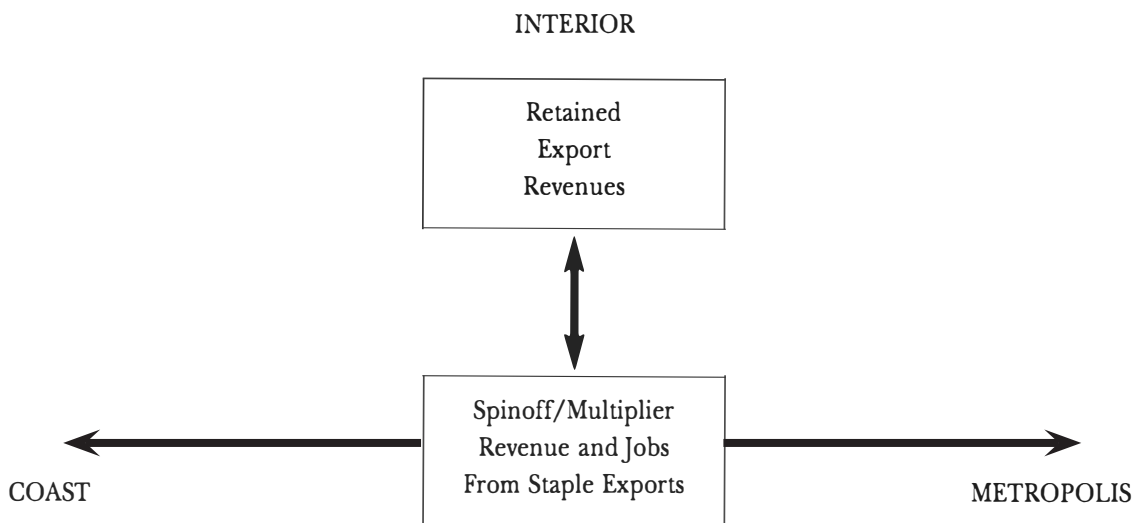 INTERIOR
Retained
Export
Revenues
Spinoff/Multiplier
Revenue and Jobs
From Staple Exports
COAST
METROPOLIS